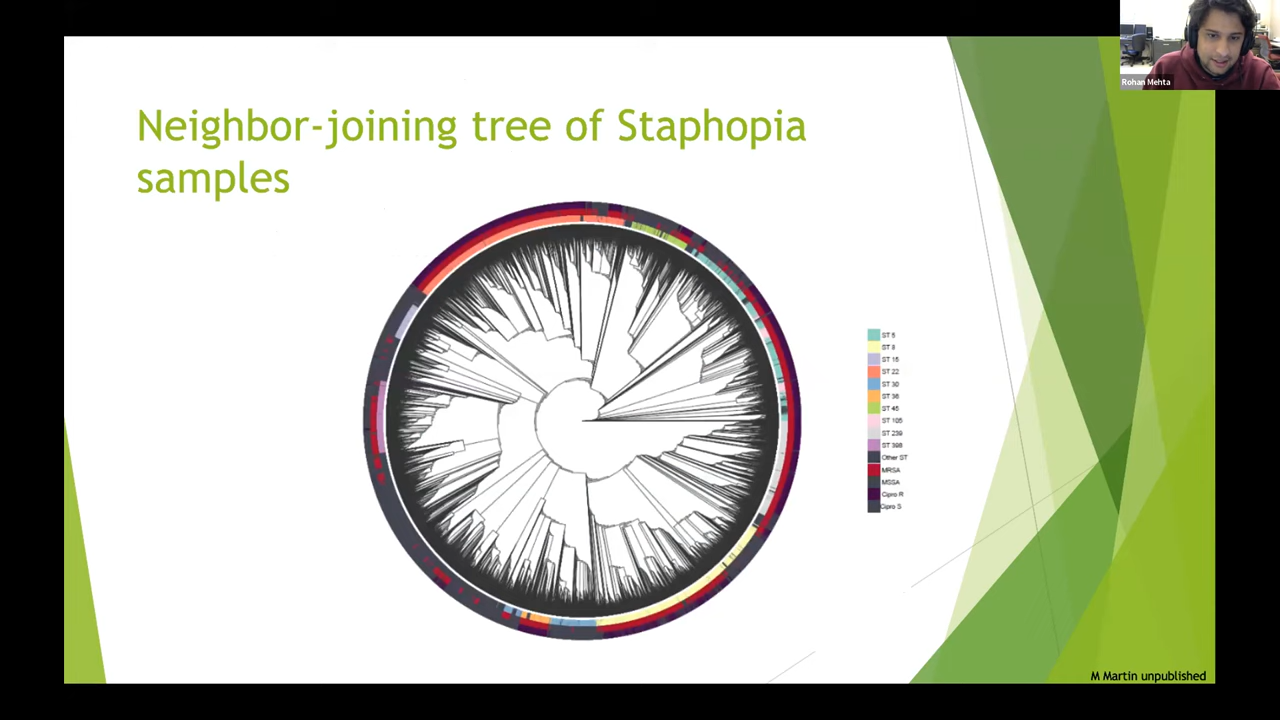 Rohan Mehta
Neighbor-joining tree of Staphopia
samples
ST 5
ST 8
ST 15
ST 22
ST 30
ST 36
ST 45
ST 105
ST 239
ST 398
Other ST
MRSA
MSSA
Cipro R
Cipro S
M Martin unpublished